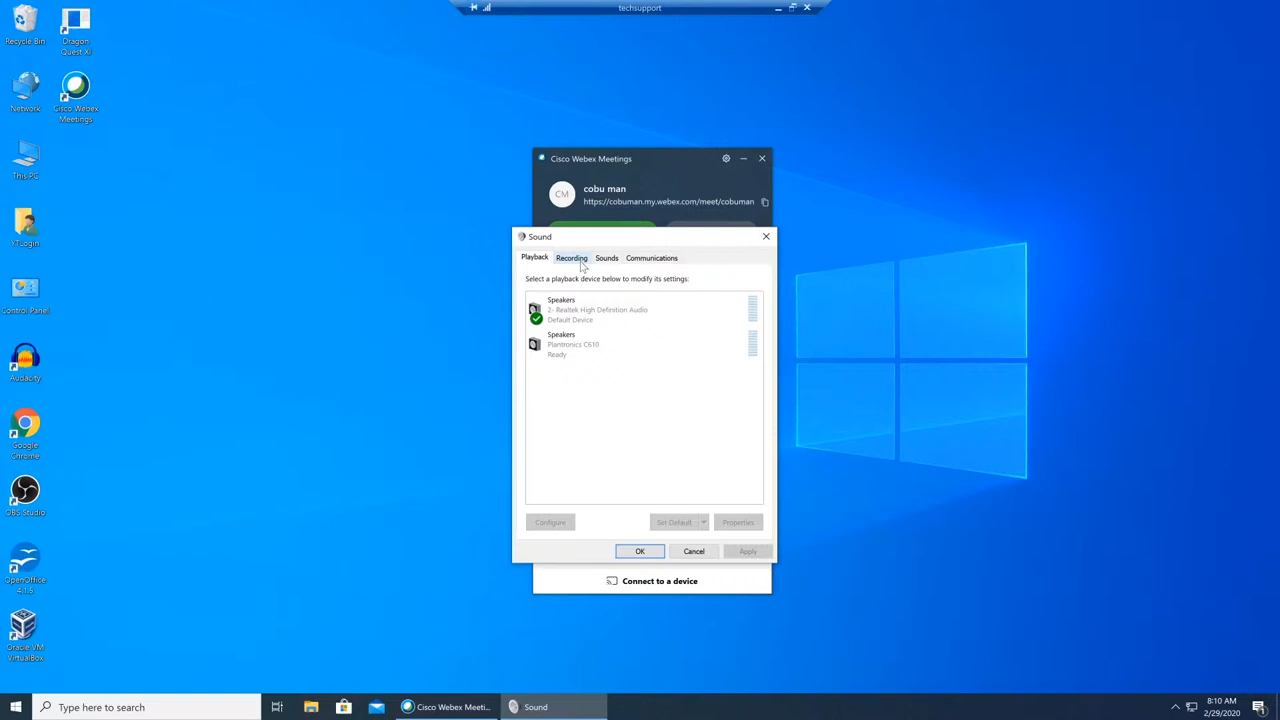 techsupport
Recycle Bin
Dragon
Quest XI
Network
Cisco Webex
Meetings
This PC
YTLogin
Control Panel
Audacity
Google
Chrome
OBS Studio
OpenOffice
4.1.6
Oracle VM
VirtualBox
Cisco Webex Meetings
CM
cobu man
https://cobuman.my.webex.com/meet/cobuman
Sound
Playback Recording Sounds Communications
Select a playback device below to modify its settings:
Speakers
2- Realtek High Definition Audio
Default Device
Speakers
Plantronics C610
Ready
Configure Set Default Properties
OK Cancel Apply
Connect to a device
Type here to search
Cisco Webex Meeti...
Sound
8:10 AM
2/29/2020